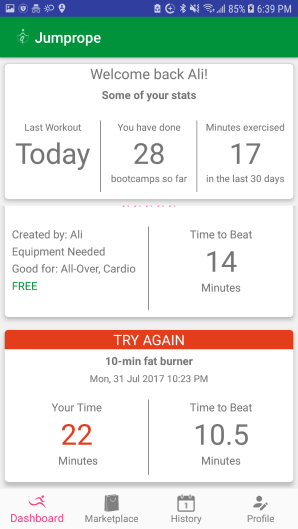 85% 6:39 PM
Jumprope
Welcome back Ali!
Some of your stats
Last Workout
Today
You have done
28
bootcamps so far
Minutes exercised
17
in the last 30 days
Created by: Ali
Equipment Needed
Good for: All-Over, Cardio
FREE
Time to Beat
14
Minutes
TRY AGAIN
10-min fat burner
Mon, 31 Jul 2017 10:23 PM
Your Time
22
Minutes
Time to Beat
10.5
Minutes
Dashboard
Marketplace
1
History
Profile